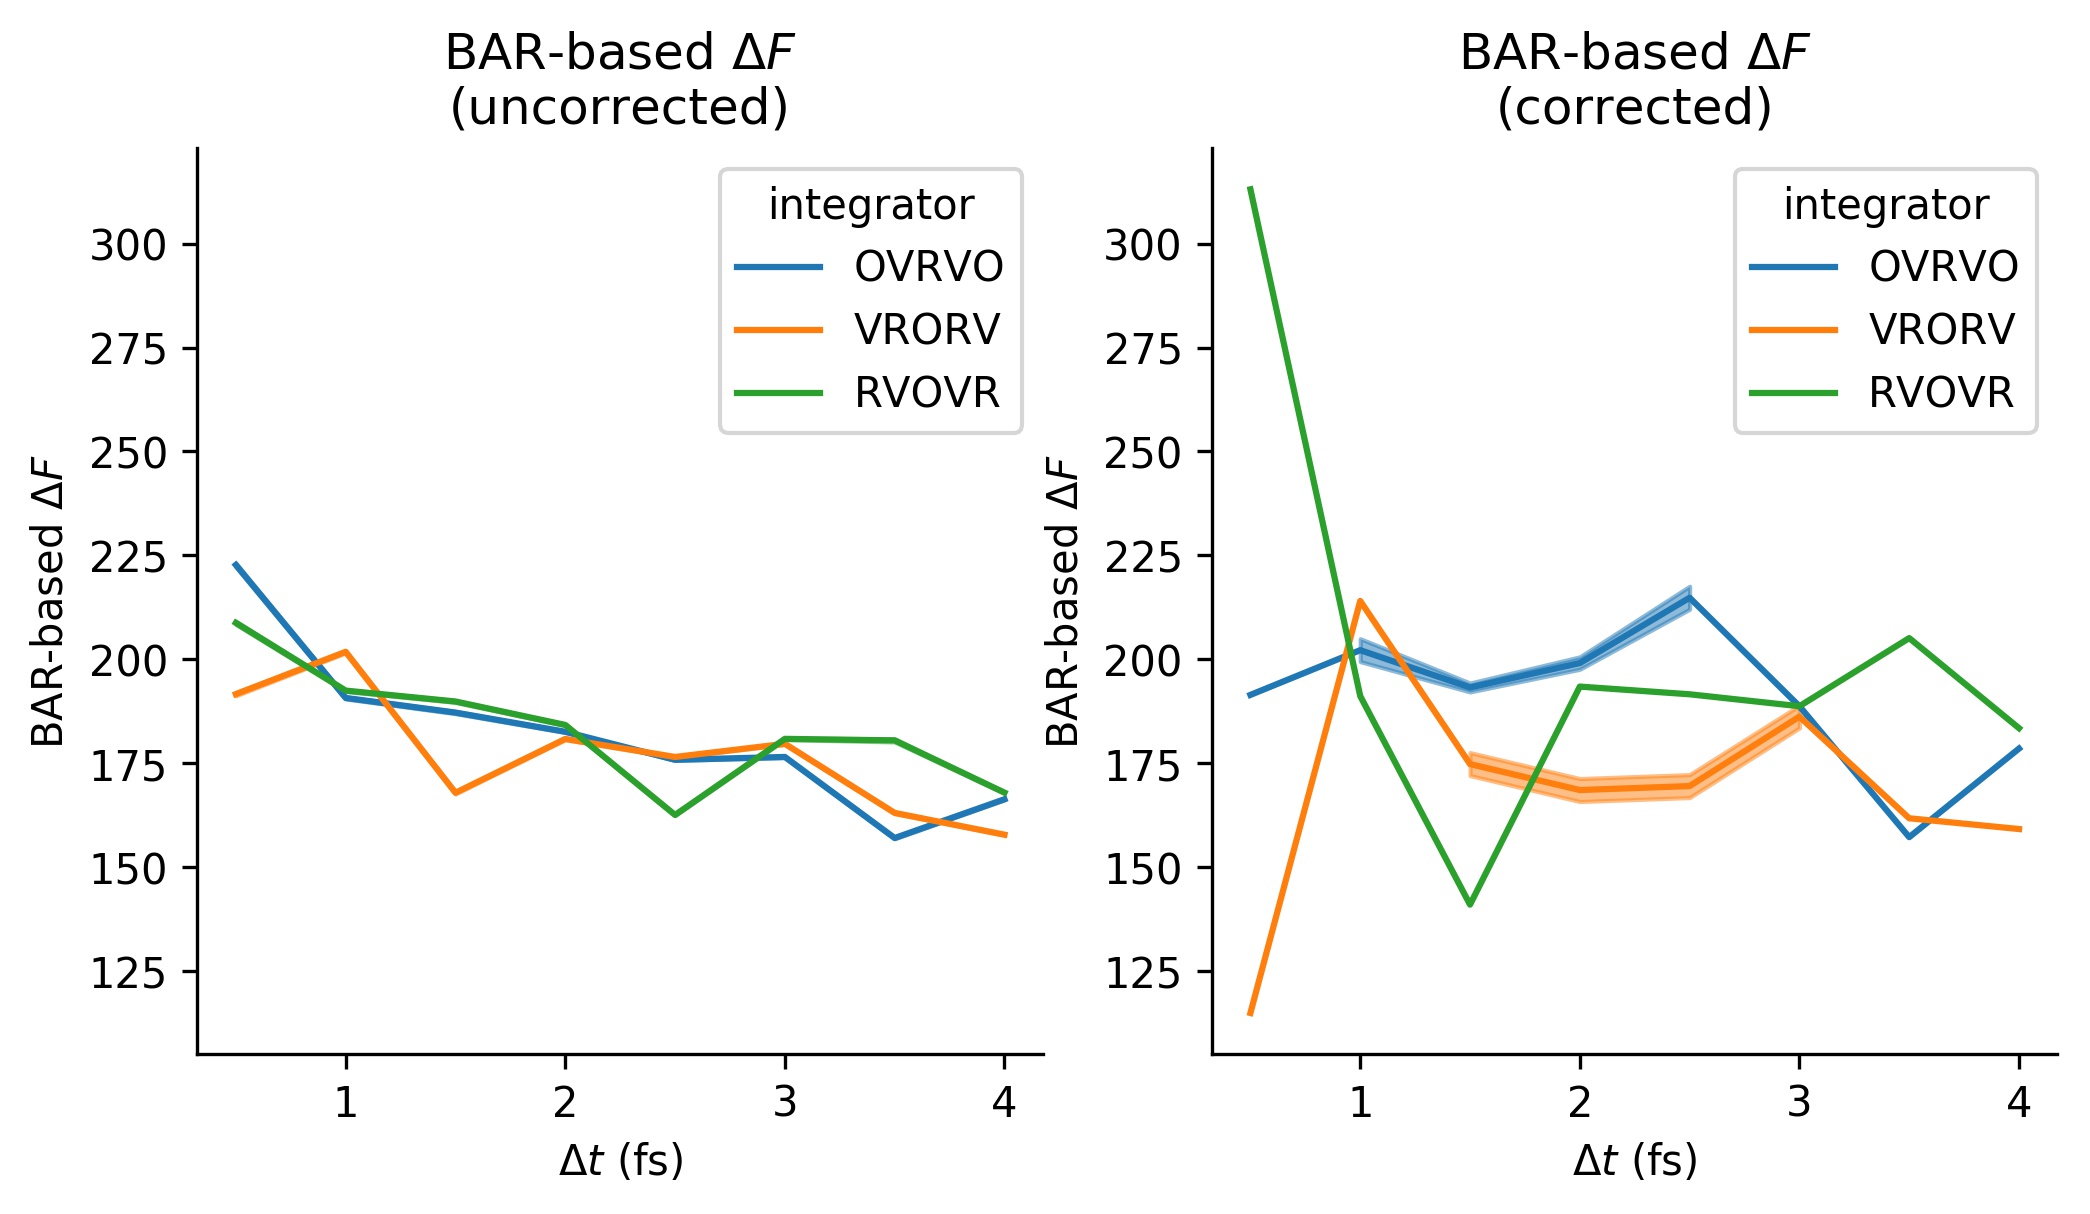 BAR-based ΔF
(uncorrected)
BAR-based ΔF
300
275
250
225
200
175
150
125
integrator
OVRVO
VRORV
RVOVR
1 2 3 4
Δt (fs)
BAR-based ΔF
(corrected)
BAR-based ΔF
300
275
250
225
200
175
150
125
integrator
OVRVO
VRORV
RVOVR
1 2 3 4
Δt (fs)